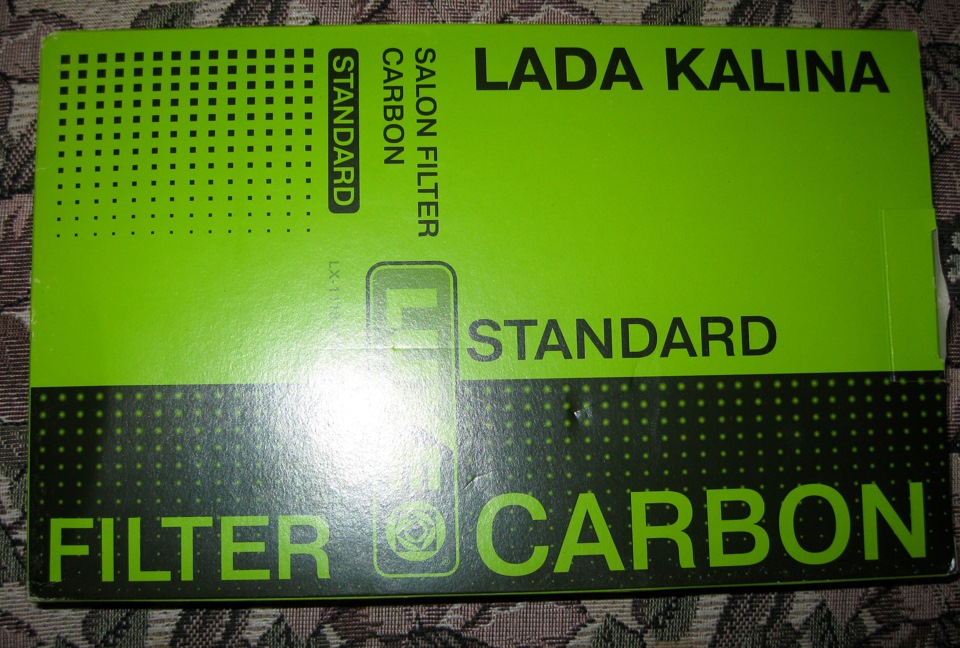 LADA KALINA
SALON FILTER
CARBON
STANDARD
STANDARD
FILTER
CARBON